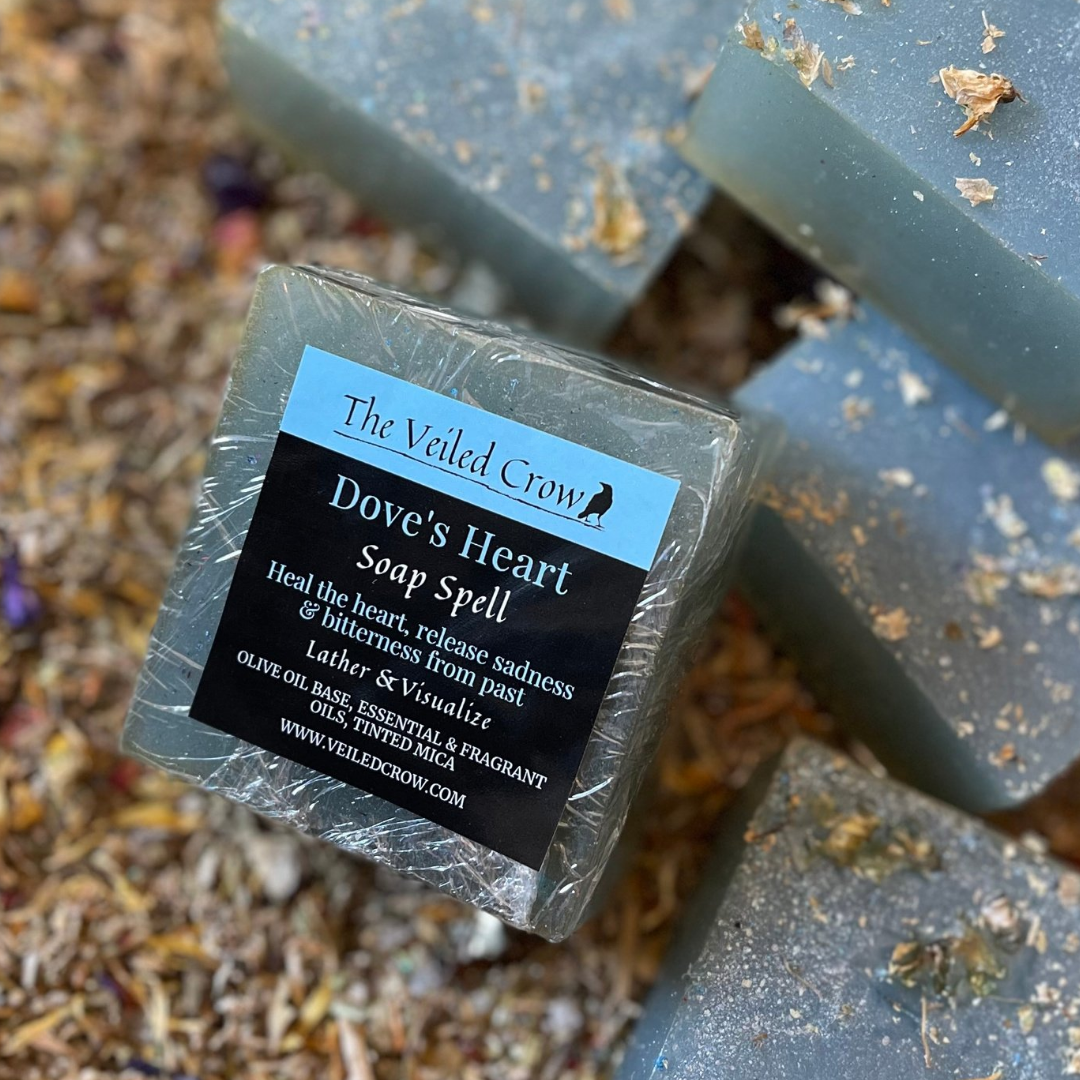 The Veiled Crow
Dove's Heart
Soap Spell
Heal the heart, release sadness
& bitterness from past
Lather & Visualize
OLIVE OIL BASE, ESSENTIAL & FRAGRANT
OILS, TINTED MICA
WWW.VEILEDCROW.COM